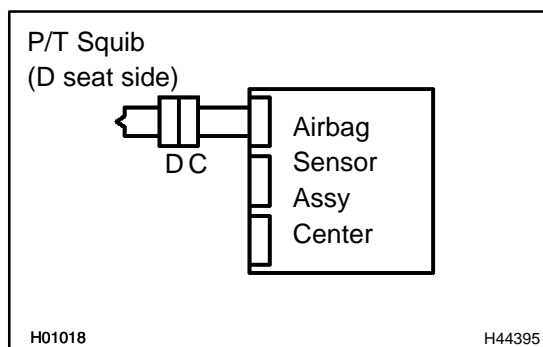 P/T Squib
(D seat side)
D C
Airbag
Sensor
Assy
Center
H01018
H44395